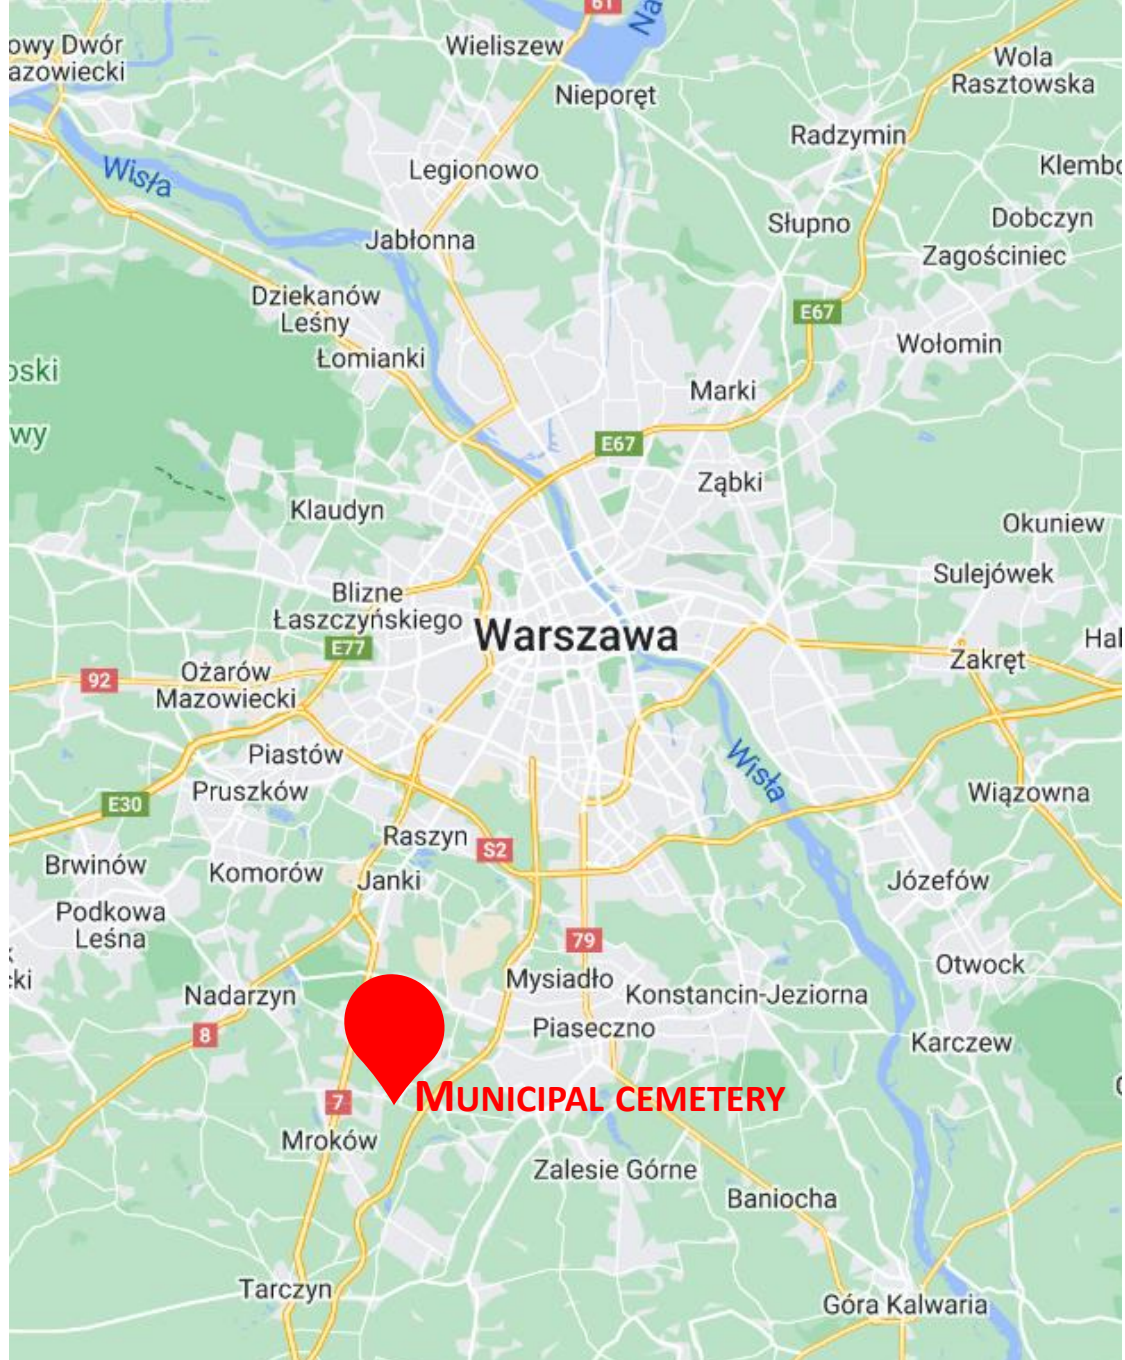 61
Na
owy Dwór
azowiecki
Wieliszew
Wola
Rasztowska
Nieporęt
Radzymin
Wisła
Legionowo
Klembo
Słupno
Dobczyn
Jabłonna
Zagościniec
Dziekanów
Leśny
E67
Wołomin
Łomianki
oski
Marki
wy
E67
Ząbki
Klaudyn
Okuniew
Sulejówek
Blizne
Łaszczyńskiego
Warszawa
E77
Hal
Zakręt
92
Ożarów
Mazowiecki
Piastów
Wisła
Pruszków
E30
Wiązowna
Raszyn
S2
Brwinów
Komorów
Janki
Józefów
Podkowa
Leśna
79
cki
Mysiadło
Otwock
Nadarzyn
Konstancin-Jeziorna
8
Piaseczno
Karczew
7
MUNICIPAL CEMETERY
Mroków
Zalesie Górne
Baniocha
Tarczyn
Góra Kalwaria